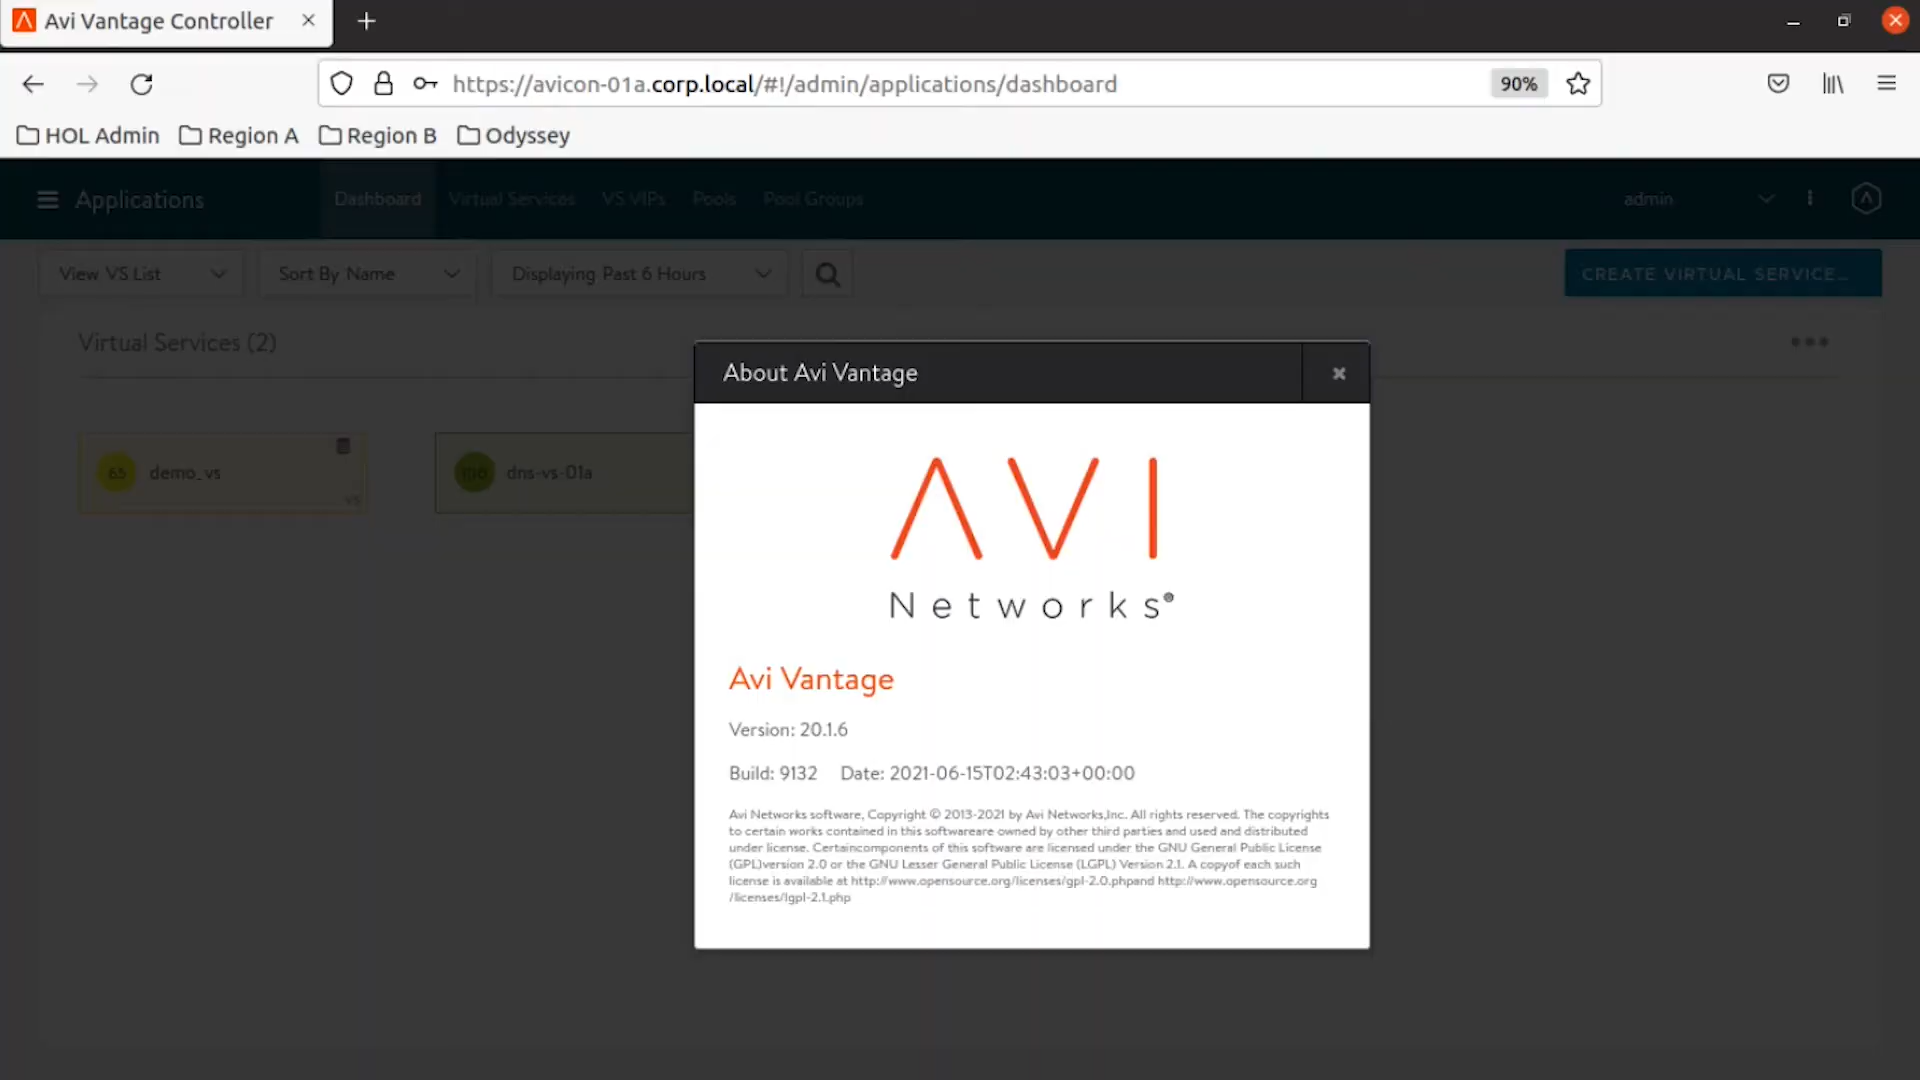 Avi Vantage Controller
https://avicon-01a.corp.local/#!/admin/applications/dashboard
90%
HOL Admin Region A Region B Odyssey
Applications Dashboard Virtual Services VS VIPs Pools Pool Groups admin
View VS List Sort By Name Displaying Past 6 Hours CREATE VIRTUAL SERVICE...
Virtual Services (2)
65 demo_vs VS
100 dns-vs-01a
About Avi Vantage
AVI
Networks®
Avi Vantage
Version: 20.1.6
Build: 9132 Date: 2021-06-15T02:43:03+00:00
Avi Networks software, Copyright © 2013-2021 by Avi Networks,Inc. All rights reserved. The copyrights
to certain works contained in this softwareare owned by other third parties and used and distributed
under license. Certaincomponents of this software are licensed under the GNU General Public License
(GPL)version 2.0 or the GNU Lesser General Public License (LGPL) Version 2.1. A copyof each such
license is available at http://www.opensource.org/licenses/gpl-2.0.phpand http://www.opensource.org
/licenses/lgpl-2.1.php